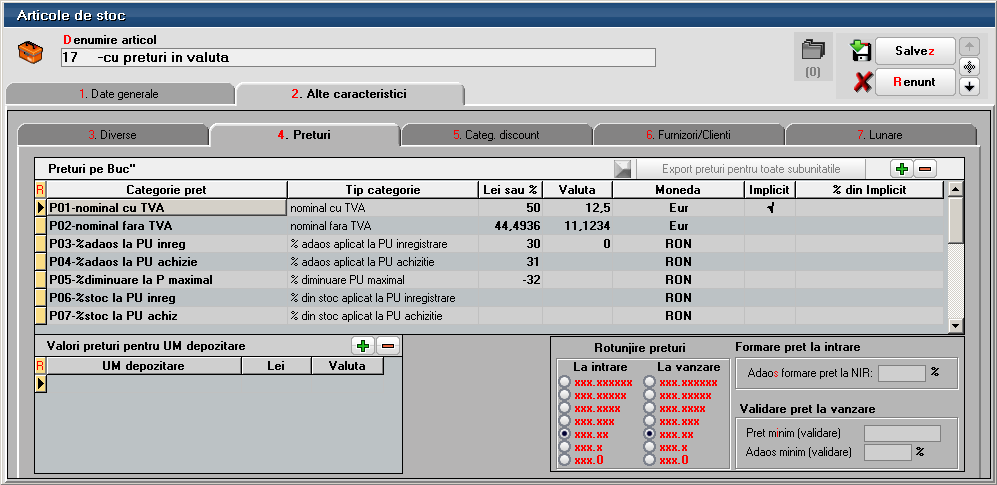 Articole de stoc
Denumire articol
17 -cu preturi in valuta
(0)
Salvez
Renunt
1. Date generale
2. Alte caracteristici
3. Diverse
4. Preturi
5. Categ. discount
6. Furnizori/Clienti
7. Lunare
Preturi pe Buc"
Export preturi pentru toate subunitatile
R Categorie pret Tip categorie Lei sau % Valuta Moneda Implicit % din Implicit
P01-nominal cu TVA nominal cu TVA 50 12,5 Eur √
P02-nominal fara TVA nominal fara TVA 44,4936 11,1234 Eur
P03-%adaos la PU inreg % adaos aplicat la PU inregistrare 30 0 RON
P04-%adaos la PU achizie % adaos aplicat la PU achizitie 31 RON
P05-%diminuare la P maximal % diminuare PU maximal -32 RON
P06-%stoc la PU inreg % din stoc aplicat la PU inregistrare RON
P07-%stoc la PU achiz % din stoc aplicat la PU achizitie RON
Valori preturi pentru UM depozitare
R UM depozitare Lei Valuta
Rotunjire preturi
La intrare La vanzare
xxx.xxxxxx xxx.xxxxxx
xxx.xxxxx xxx.xxxxx
xxx.xxxx xxx.xxxx
xxx.xxx xxx.xxx
xxx.xx xxx.xx
xxx.x xxx.x
xxx.0 xxx.0
Formare pret la intrare
Adaos formare pret la NIR: %
Validare pret la vanzare
Pret minim (validare)
Adaos minim (validare) %